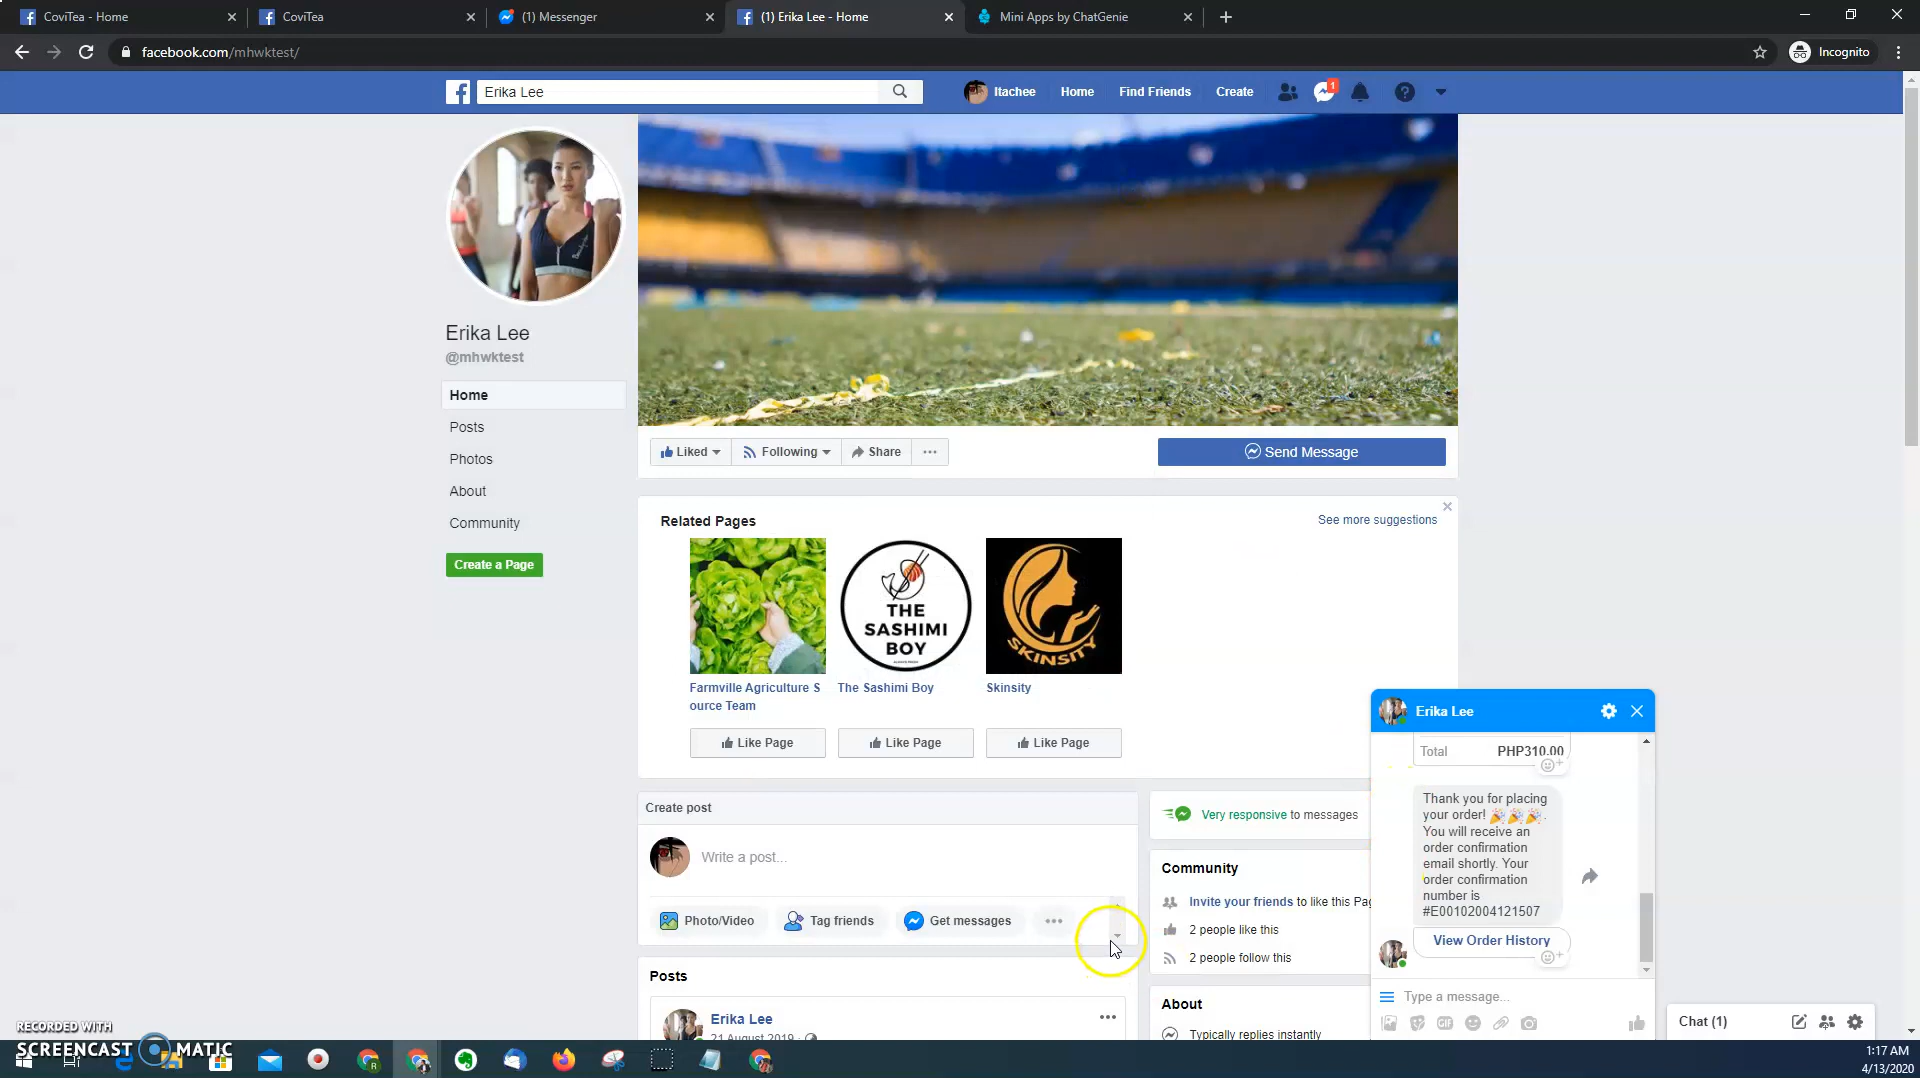 CoviTea - Home
CoviTea
(1) Messenger
(1) Erika Lee - Home
Mini Apps by ChatGenie
facebook.com/mhwktest/
Incognito
Erika Lee
Itachee
Home
Find Friends
Create
1
Erika Lee
@mhwktest
Home
Posts
Photos
About
Community
Create a Page
Liked
Following
Share
Send Message
Related Pages
See more suggestions
THE
SASHIMI
BOY
SKINSITY
Farmville Agriculture S
ource Team
The Sashimi Boy
Skinsity
Like Page
Like Page
Like Page
Create post
Write a post...
Photo/Video
Tag friends
Get messages
Posts
Erika Lee
21 August 2019
Very responsive to messages
Community
Invite your friends to like this Pag
2 people like this
2 people follow this
About
Typically replies instantly
Erika Lee
Total PHP310.00
Thank you for placing
your order! 🎉🎉🎉.
You will receive an
order confirmation
email shortly. Your
order confirmation
number is
#E00102004121507
View Order History
Type a message...
GIF
Chat (1)
RECORDED WITH
SCREENCAST MATIC
1:17 AM
4/13/2020